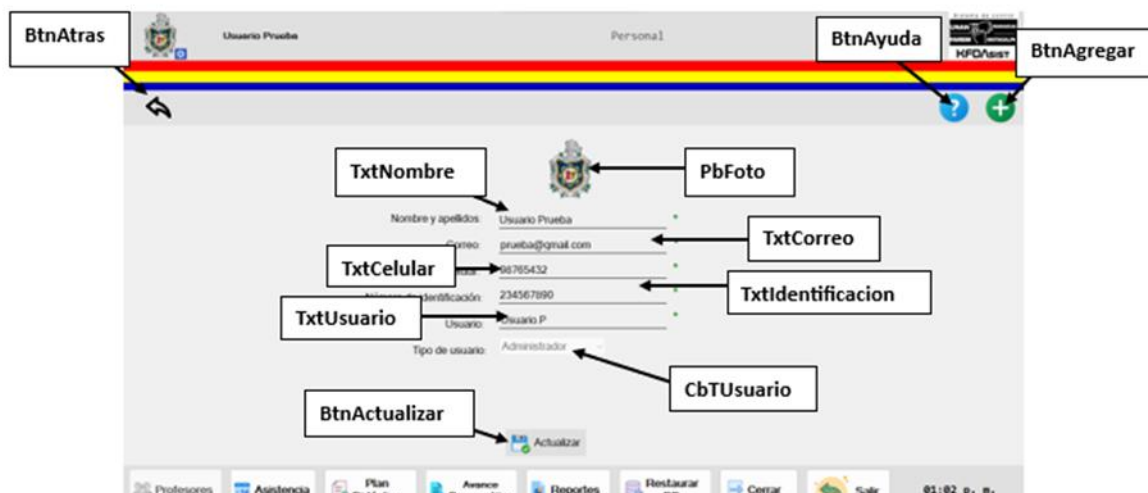 BtnAtras
Usuario Prueba
Personal
BtnAyuda
KFDAsist
BtnAgregar
?
TxtNombre
PbFoto
Nombre y apellidos:
Usuario Prueba
*
Correo:
prueba@gmail.com
TxtCorreo
TxtCelular
98765432
*
identificación:
234567890
*
TxtIdentificacion
TxtUsuario
Usuario:
Usuario P
*
Tipo de usuario:
Administrador
CbTUsuario
BtnActualizar
Actualizar
Profesores
Asistencia
Plan
Avance
Reportes
Restaurar
Cerrar
Salir
01:02 p. m.